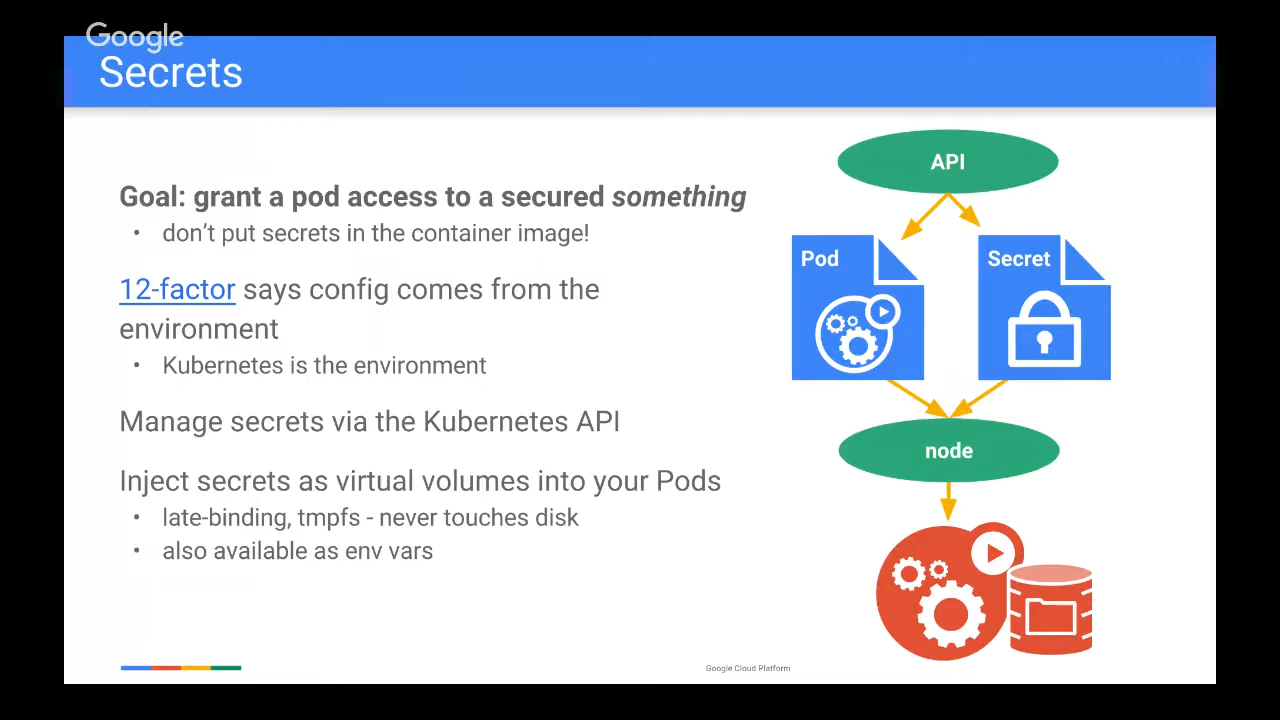 Google
Secrets
Goal: grant a pod access to a secured something
• don’t put secrets in the container image!
12-factor says config comes from the
environment
• Kubernetes is the environment
Manage secrets via the Kubernetes API
Inject secrets as virtual volumes into your Pods
• late-binding, tmpfs - never touches disk
• also available as env vars
API
Pod
Secret
node
Google Cloud Platform